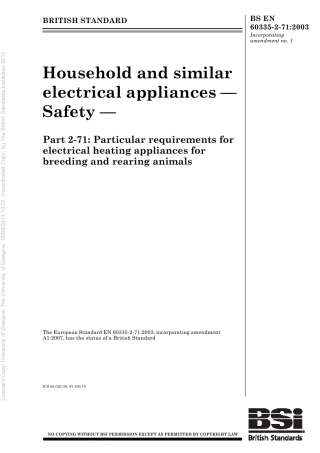 BRITISH STANDARD
BS EN
60335-2-71:2003
Incorporating
amendment no. 1
Household and similar
electrical appliances —
Safety —
Part 2-71: Particular requirements for
electrical heating appliances for
breeding and rearing animals
The European Standard EN 60335-2-71:2003, incorporating amendment
A1:2007, has the status of a British Standard
NO COPYING WITHOUT BSI PERMISSION EXCEPT AS PERMITTED BY COPYRIGHT LAW
BSi
British Standards